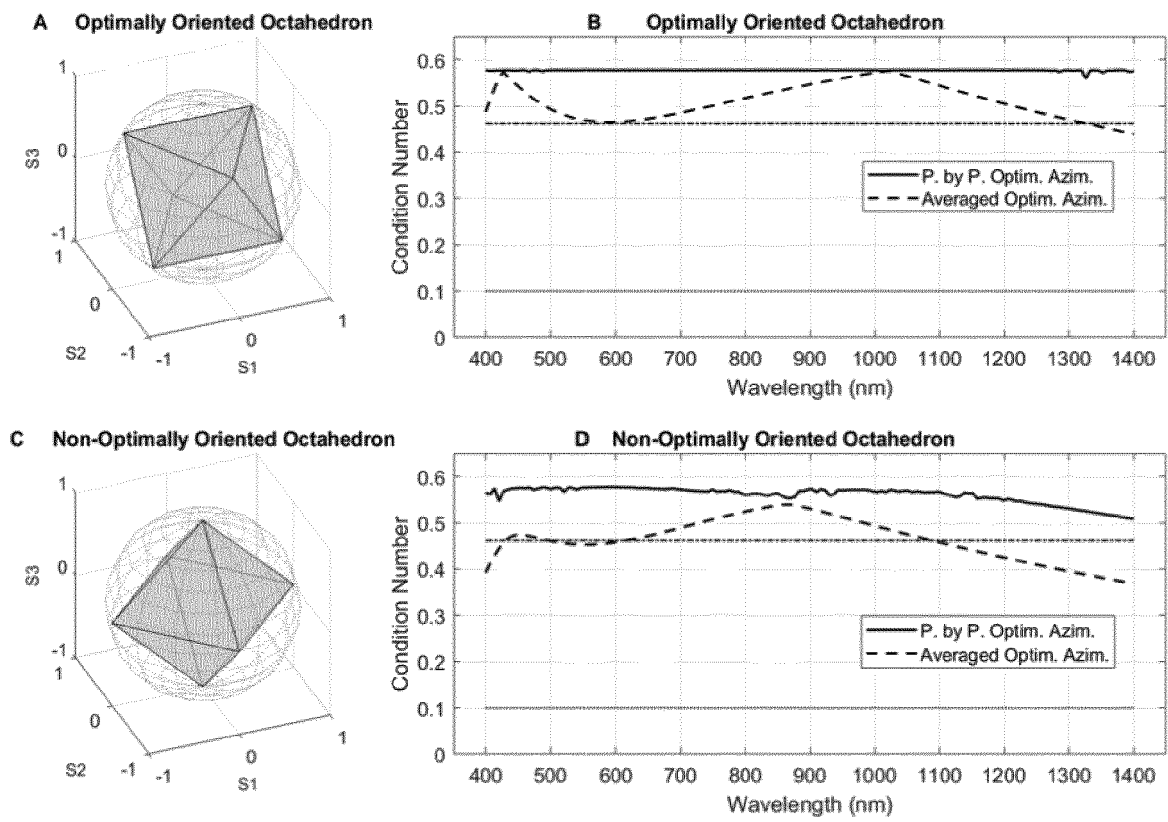 A Optimally Oriented Octahedron
1
0
-1
S3
1
0
-1
S2
-1
0
1
S1
B Optimally Oriented Octahedron
0.6
0.5
0.4
0.3
0.2
0.1
0
Condition Number
P. by P. Optim. Azim.
Averaged Optim. Azim.
400 500 600 700 800 900 1000 1100 1200 1300 1400
Wavelength (nm)
C Non-Optimally Oriented Octahedron
1
0
-1
S3
1
0
-1
S2
-1
0
1
S1
D Non-Optimally Oriented Octahedron
0.6
0.5
0.4
0.3
0.2
0.1
0
Condition Number
P. by P. Optim. Azim.
Averaged Optim. Azim.
400 500 600 700 800 900 1000 1100 1200 1300 1400
Wavelength (nm)